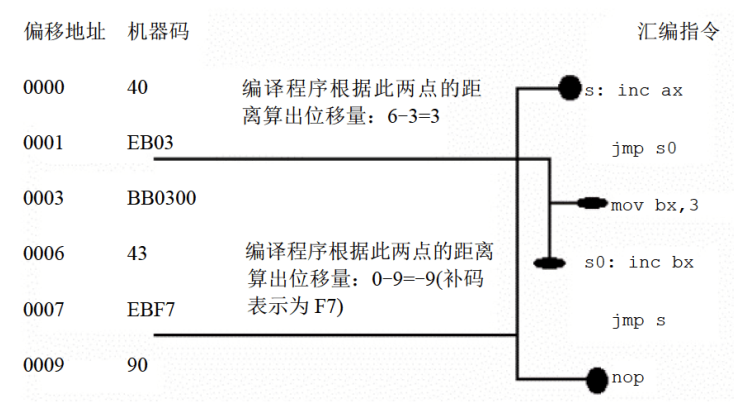 偏移地址 机器码 汇编指令
0000 40 s: inc ax
编译程序根据此两点的距
离算出位移量：6−3=3
0001 EB03 jmp s0
0003 BB0300 mov bx,3
0006 43 s0: inc bx
编译程序根据此两点的距离
算出位移量：0−9=−9(补码
表示为 F7)
0007 EBF7 jmp s
0009 90 nop